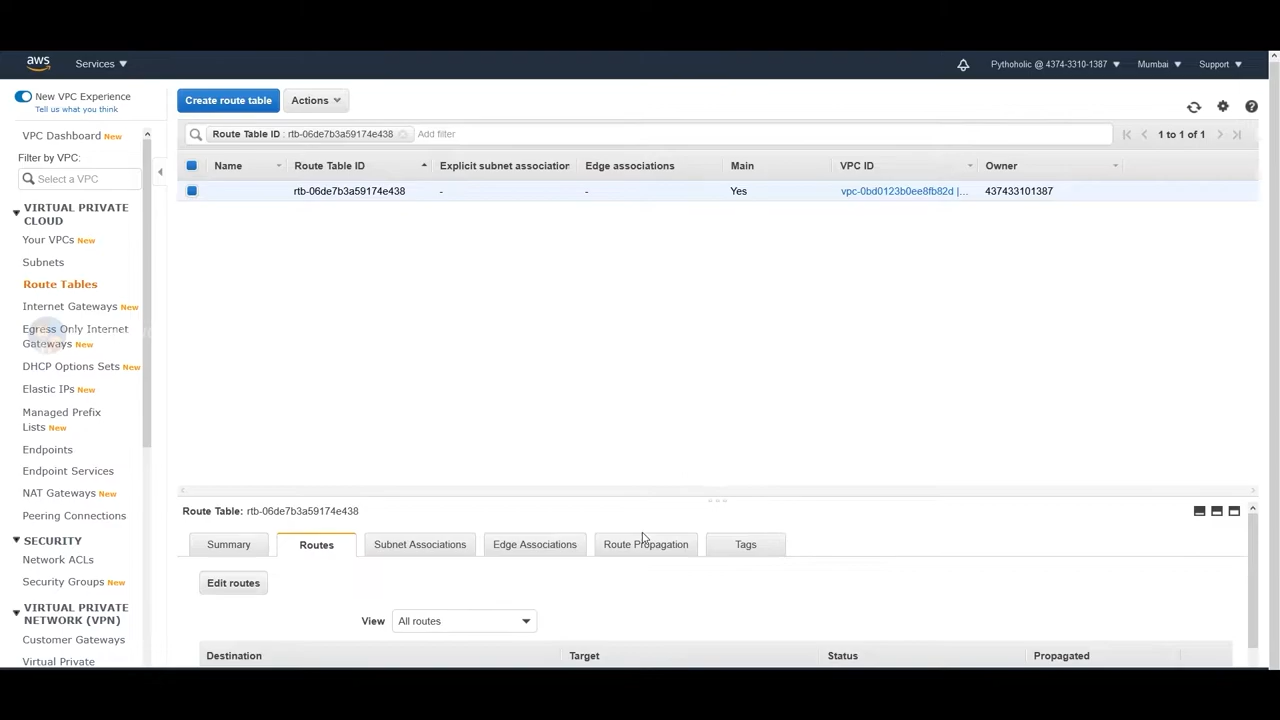 aws
Services
Pythoholic @ 4374-3310-1387
Mumbai
Support
New VPC Experience
Tell us what you think
Create route table
Actions
VPC Dashboard New
Filter by VPC:
Select a VPC
Route Table ID : rtb-06de7b3a59174e438
Add filter
1 to 1 of 1
Name
Route Table ID
Explicit subnet association
Edge associations
Main
VPC ID
Owner
rtb-06de7b3a59174e438
-
-
Yes
vpc-0bd0123b0ee8fb82d |...
437433101387
VIRTUAL PRIVATE
CLOUD
Your VPCs New
Subnets
Route Tables
Internet Gateways New
Egress Only Internet
Gateways New
DHCP Options Sets New
Elastic IPs New
Managed Prefix
Lists New
Endpoints
Endpoint Services
NAT Gateways New
Peering Connections
SECURITY
Network ACLs
Security Groups New
VIRTUAL PRIVATE
NETWORK (VPN)
Customer Gateways
Virtual Private
Route Table: rtb-06de7b3a59174e438
Summary
Routes
Subnet Associations
Edge Associations
Route Propagation
Tags
Edit routes
View
All routes
Destination
Target
Status
Propagated